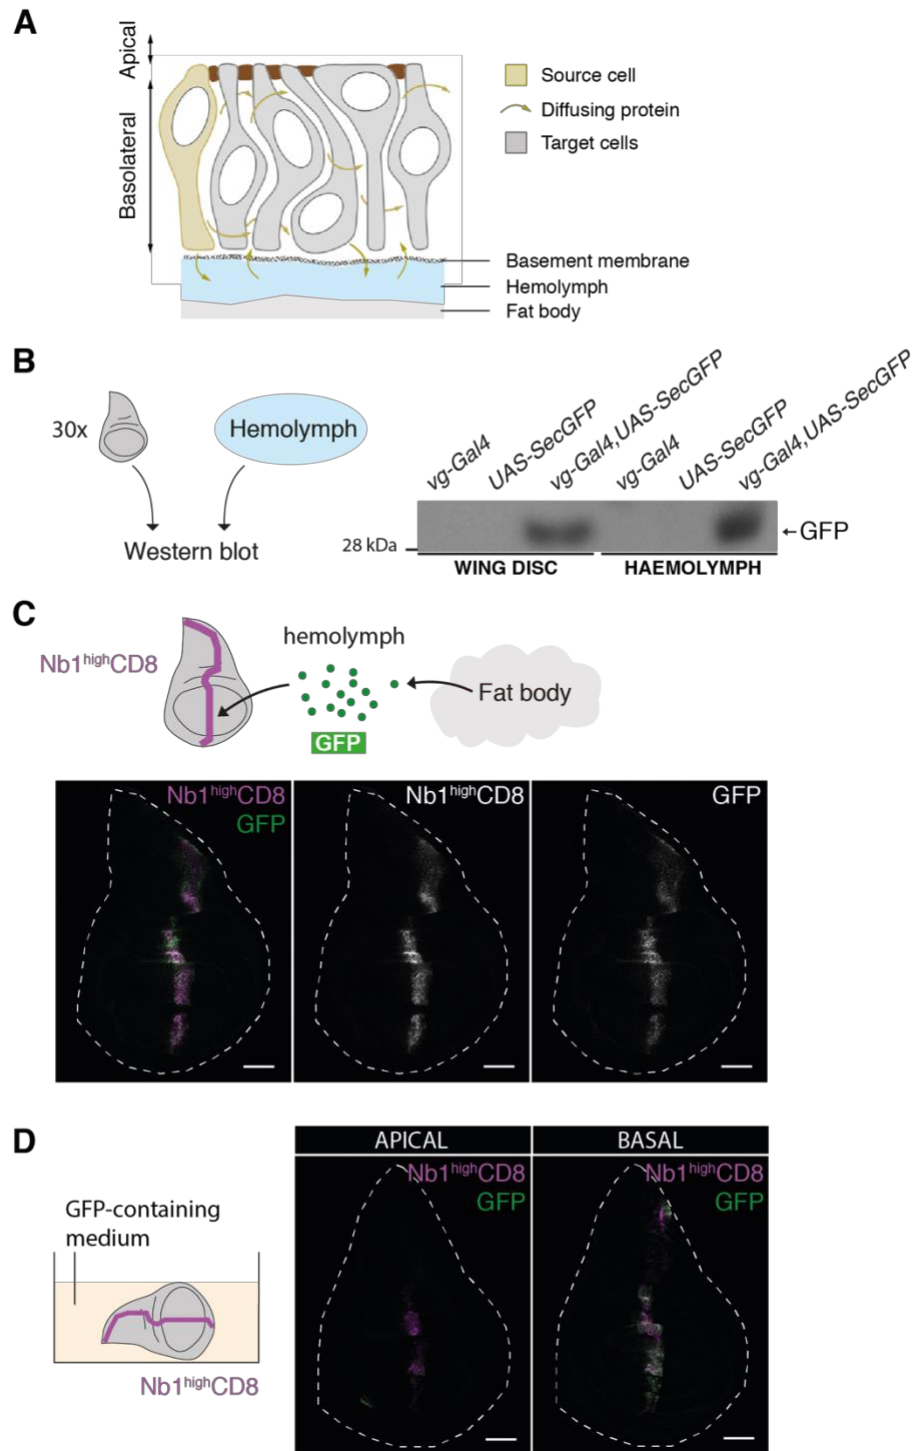 A
Apical
Basolateral
Source cell
Diffusing protein
Target cells
Basement membrane
Hemolymph
Fat body
B
30x
Hemolymph
Western blot
vg-Gal4
UAS-SecGFP
vg-Gal4,UAS-SecGFP
vg-Gal4
UAS-SecGFP
vg-Gal4,UAS-SecGFP
28 kDa
←GFP
WING DISC
HAEMOLYMPH
C
Nb1highCD8
hemolymph
GFP
Fat body
Nb1highCD8
GFP
Nb1highCD8
GFP
D
GFP-containing
medium
Nb1highCD8
APICAL
BASAL
Nb1highCD8
GFP
Nb1highCD8
GFP